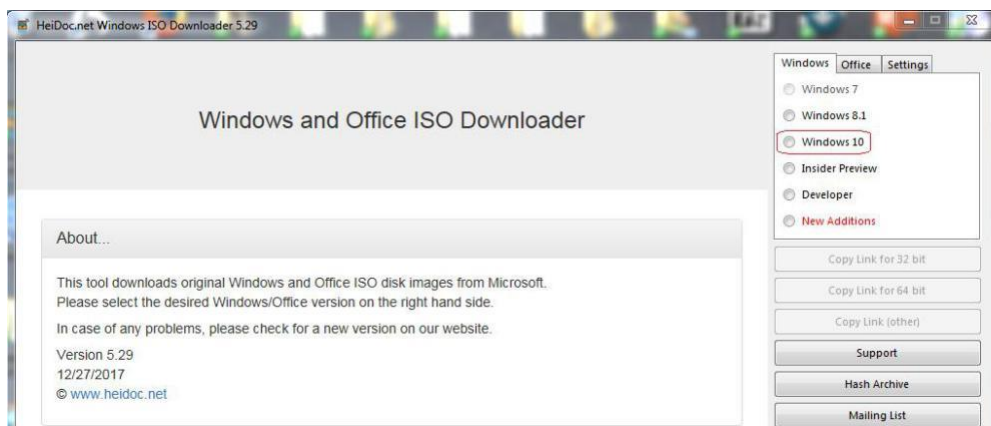 HeiDoc.net Windows ISO Downloader 5.29
Windows and Office ISO Downloader
About...
This tool downloads original Windows and Office ISO disk images from Microsoft.
Please select the desired Windows/Office version on the right hand side.
In case of any problems, please check for a new version on our website.
Version 5.29
12/27/2017
© www.heidoc.net
Windows Office Settings
Windows 7
Windows 8.1
Windows 10
Insider Preview
Developer
New Additions
Copy Link for 32 bit
Copy Link for 64 bit
Copy Link (other)
Support
Hash Archive
Mailing List